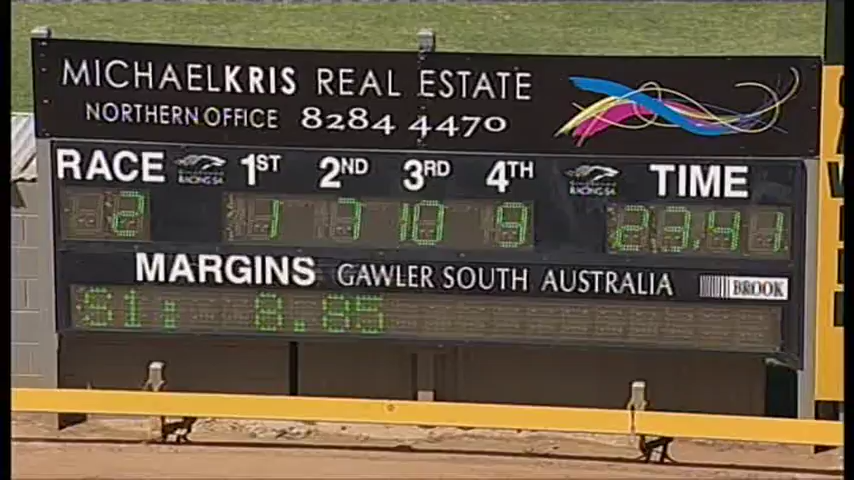 MICHAELKRIS REAL ESTATE
NORTHERN OFFICE 8284 4470
RACE 1ST 2ND 3RD 4TH TIME
2 1 7 10 9 23.41
MARGINS GAWLER SOUTH AUSTRALIA BROOK
S1: 8.85